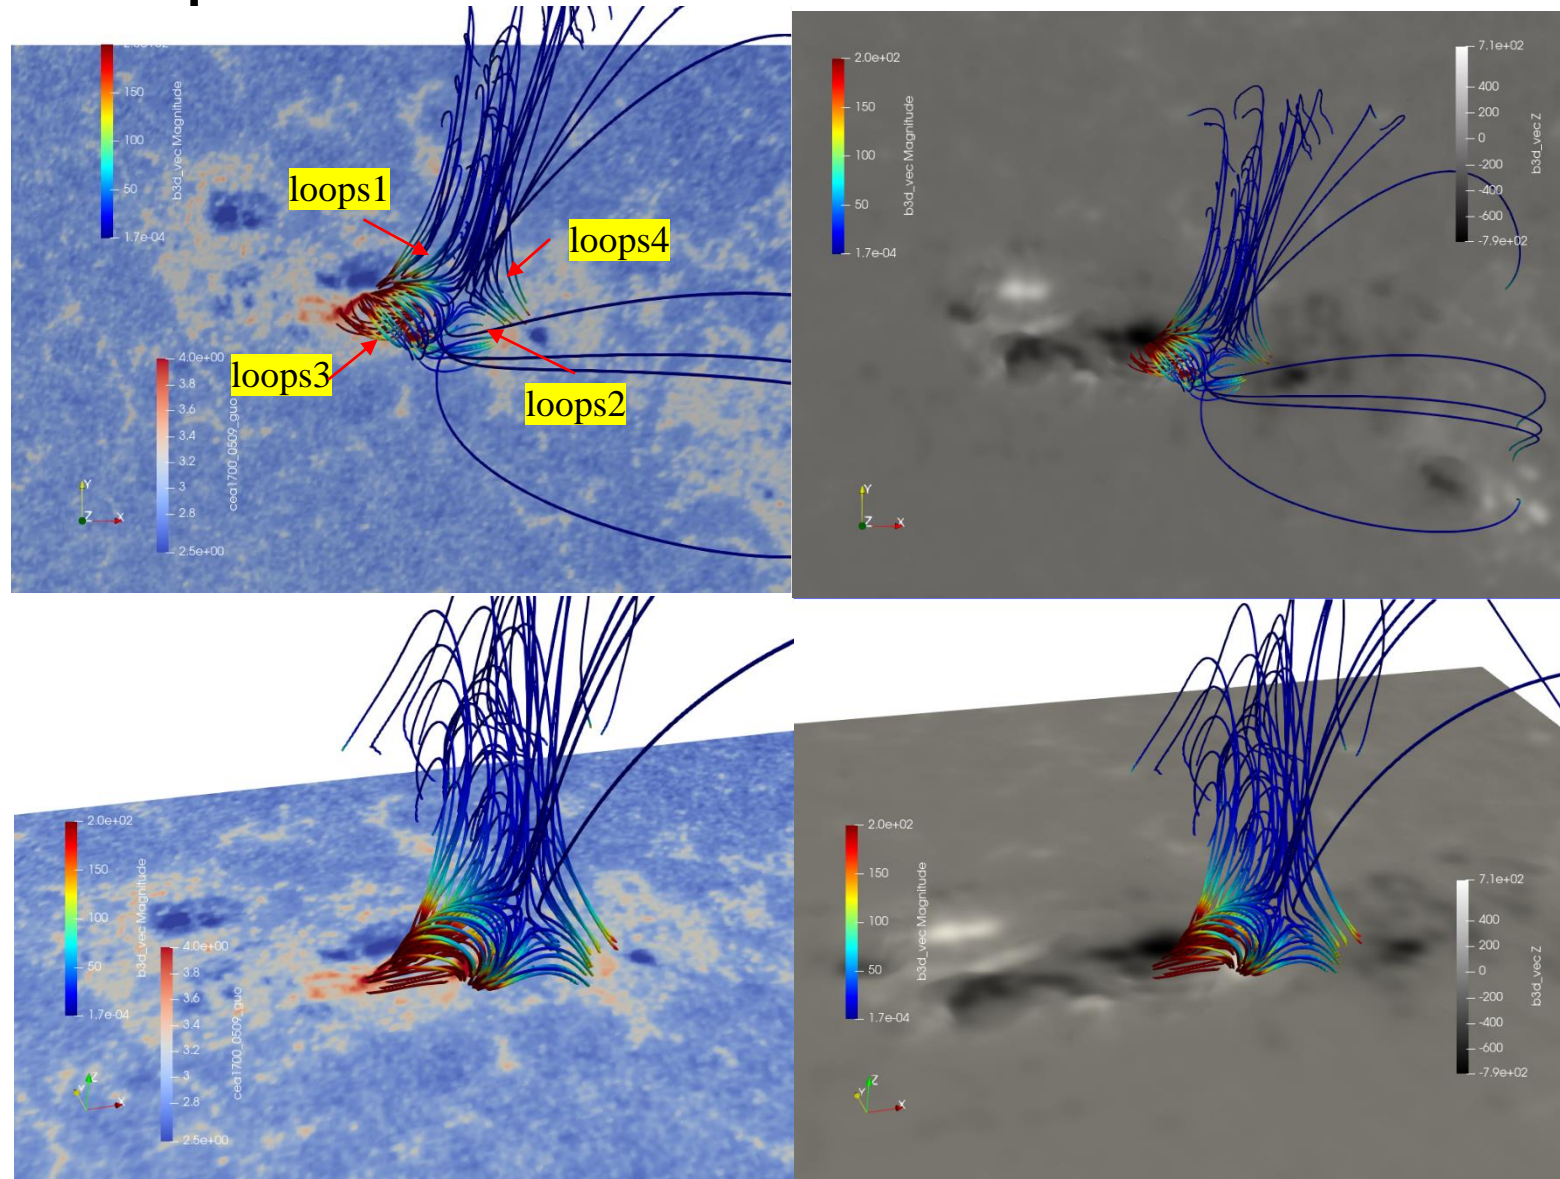 2.0e+02
150
100
50
1.7e-04
b3d_vec Magnitude
loops1
loops4
loops3
loops2
4.0e+00
3.8
3.6
3.4
3.2
3
2.8
2.5e+00
cea1700_0509_guo
Y
Z
X
2.0e+02
150
100
50
1.7e-04
b3d_vec Magnitude
7.1e+02
400
200
0
-200
-400
-600
-7.9e+02
b3d_vec Z
Y
Z
X
2.0e+02
150
100
50
1.7e-04
b3d_vec Magnitude
4.0e+00
3.8
3.6
3.4
3.2
3
2.8
2.5e+00
cea1700_0509_guo
Y
Z
X
2.0e+02
150
100
50
1.7e-04
b3d_vec Magnitude
7.1e+02
400
200
0
-200
-400
-600
-7.9e+02
b3d_vec Z
Y
Z
X